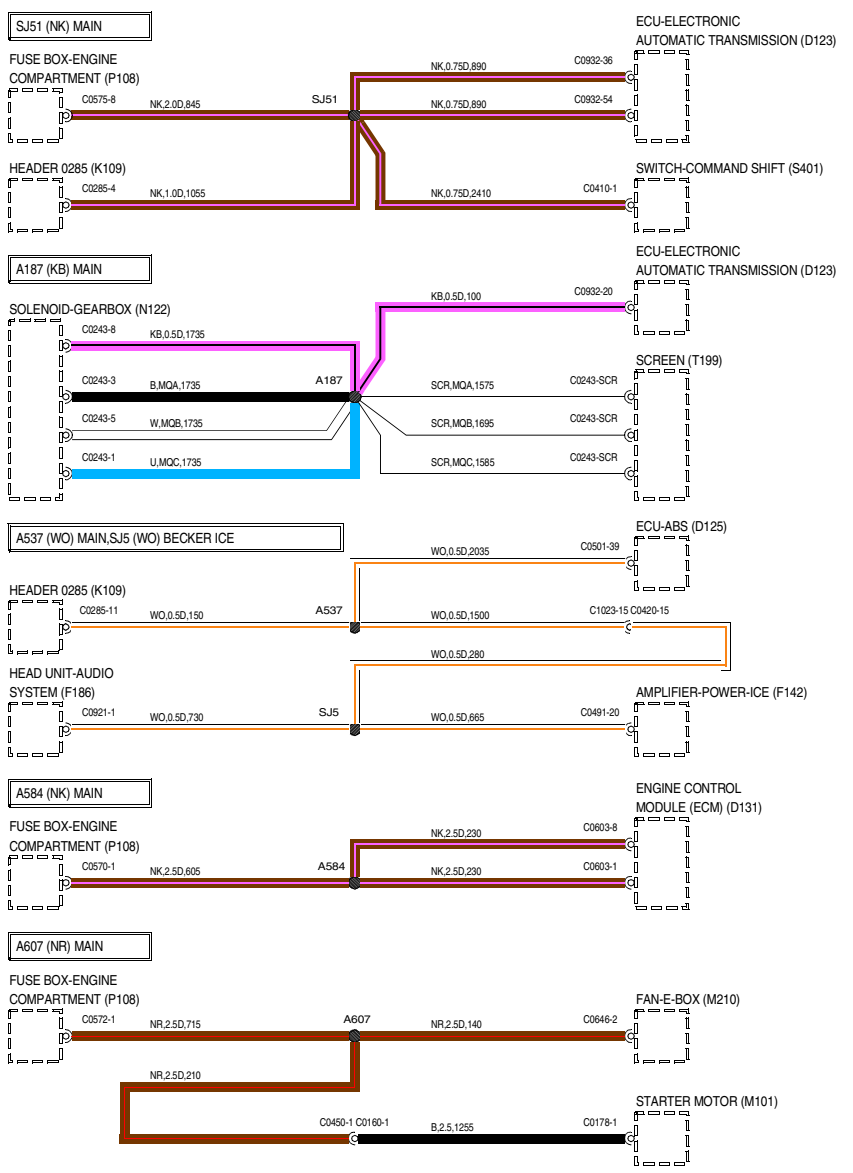 SJ51 (NK) MAIN
ECU-ELECTRONIC
AUTOMATIC TRANSMISSION (D123)
FUSE BOX-ENGINE
COMPARTMENT (P108)
C0575-8
NK,2.0D,845
SJ51
NK,0.75D,890
C0932-36
NK,0.75D,890
C0932-54
HEADER 0285 (K109)
C0285-4
NK,1.0D,1055
NK,0.75D,2410
C0410-1
SWITCH-COMMAND SHIFT (S401)
A187 (KB) MAIN
ECU-ELECTRONIC
AUTOMATIC TRANSMISSION (D123)
KB,0.5D,100
C0932-20
SOLENOID-GEARBOX (N122)
C0243-8
KB,0.5D,1735
C0243-3
B,MQA,1735
A187
C0243-5
W,MQB,1735
C0243-1
U,MQC,1735
SCREEN (T199)
SCR,MQA,1575
C0243-SCR
SCR,MQB,1695
C0243-SCR
SCR,MQC,1585
C0243-SCR
A537 (WO) MAIN,SJ5 (WO) BECKER ICE
ECU-ABS (D125)
WO,0.5D,2035
C0501-39
HEADER 0285 (K109)
C0285-11
WO,0.5D,150
A537
WO,0.5D,1500
C1023-15 C0420-15
WO,0.5D,280
HEAD UNIT-AUDIO
SYSTEM (F186)
C0921-1
WO,0.5D,730
SJ5
WO,0.5D,665
C0491-20
AMPLIFIER-POWER-ICE (F142)
A584 (NK) MAIN
ENGINE CONTROL
MODULE (ECM) (D131)
FUSE BOX-ENGINE
COMPARTMENT (P108)
C0570-1
NK,2.5D,605
A584
NK,2.5D,230
C0603-8
NK,2.5D,230
C0603-1
A607 (NR) MAIN
FUSE BOX-ENGINE
COMPARTMENT (P108)
C0572-1
NR,2.5D,715
A607
NR,2.5D,140
C0646-2
FAN-E-BOX (M210)
NR,2.5D,210
C0450-1 C0160-1
B,2.5,1255
C0178-1
STARTER MOTOR (M101)